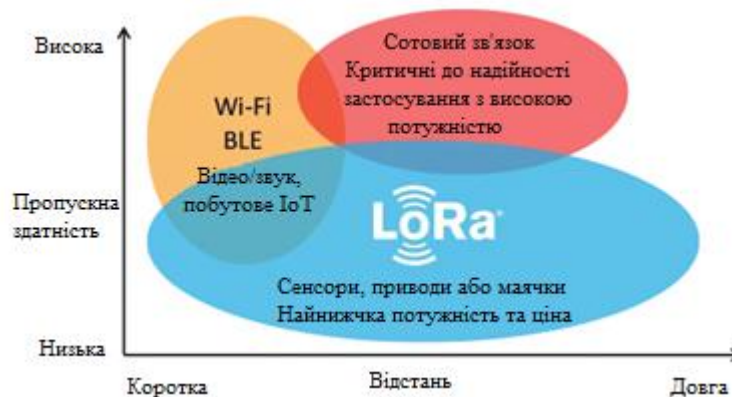 Висока
Сотовий зв'язок
Критичні до надійності
застосування з високою
потужністю
Wi-Fi
BLE
Відео/звук,
побутове IoT
Пропускна
здатність
LoRa
Сенсори, приводи або маячки
Найнижчка потужність та ціна
Низька
Коротка
Відстань
Довга